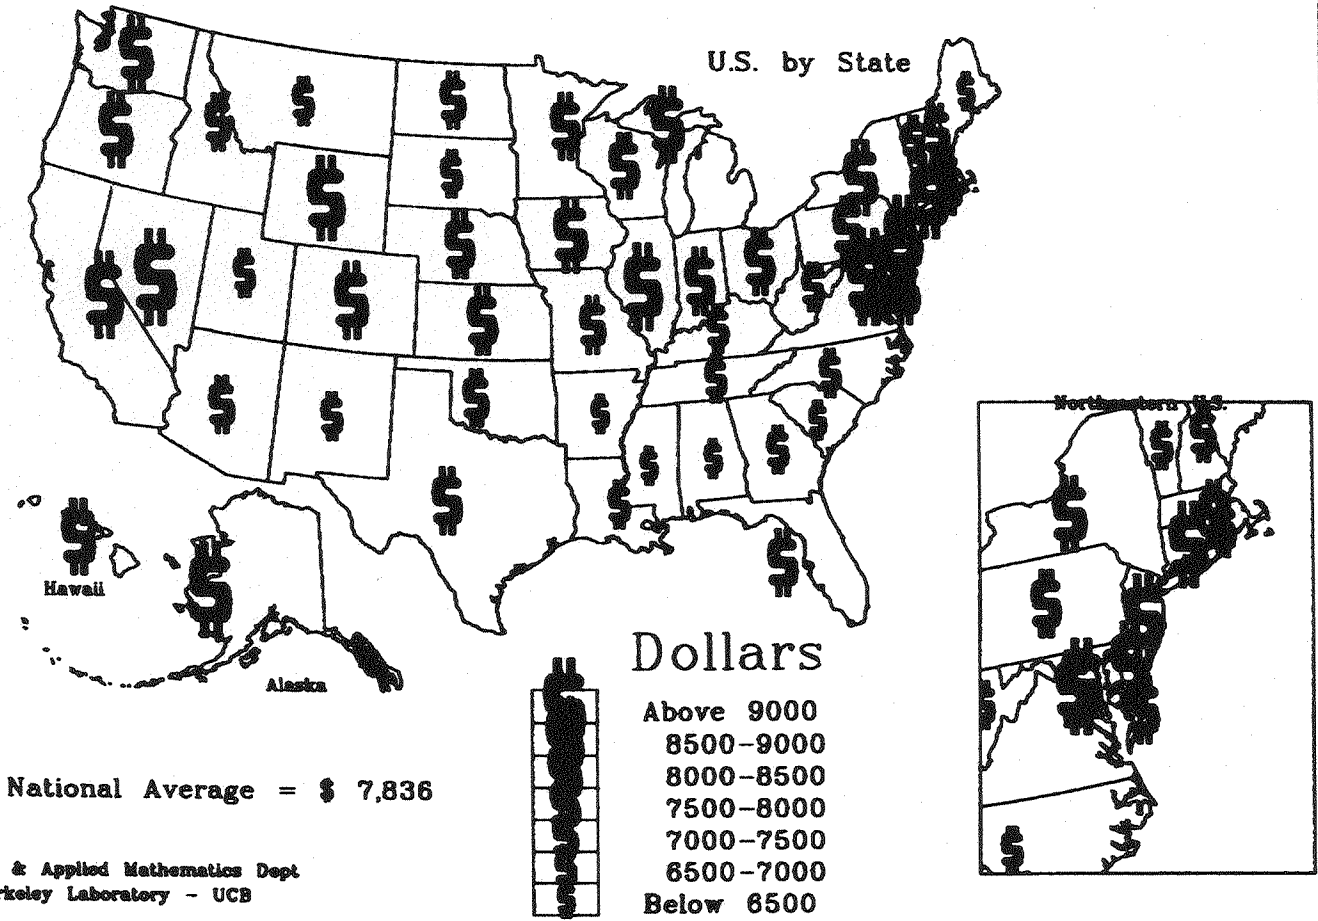 U.S. by State
Northeastern U.S.
Hawaii
Alaska
Dollars
Above 9000
8500-9000
8000-8500
7500-8000
7000-7500
6500-7000
Below 6500
National Average = $ 7,836
& Applied Mathematics Dept
rkeley Laboratory - UCB